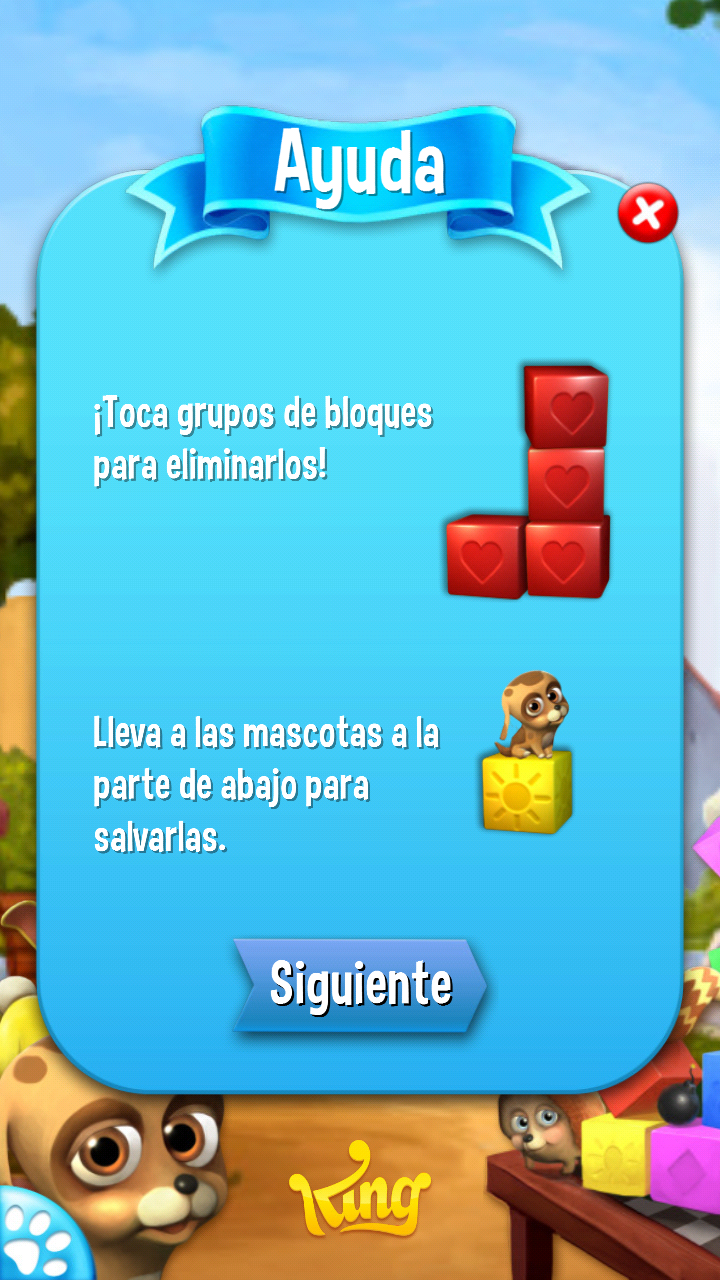 Ayuda
¡Toca grupos de bloques
para eliminarlos!
Lleva a las mascotas a la
parte de abajo para
salvarlas.
Siguiente
King